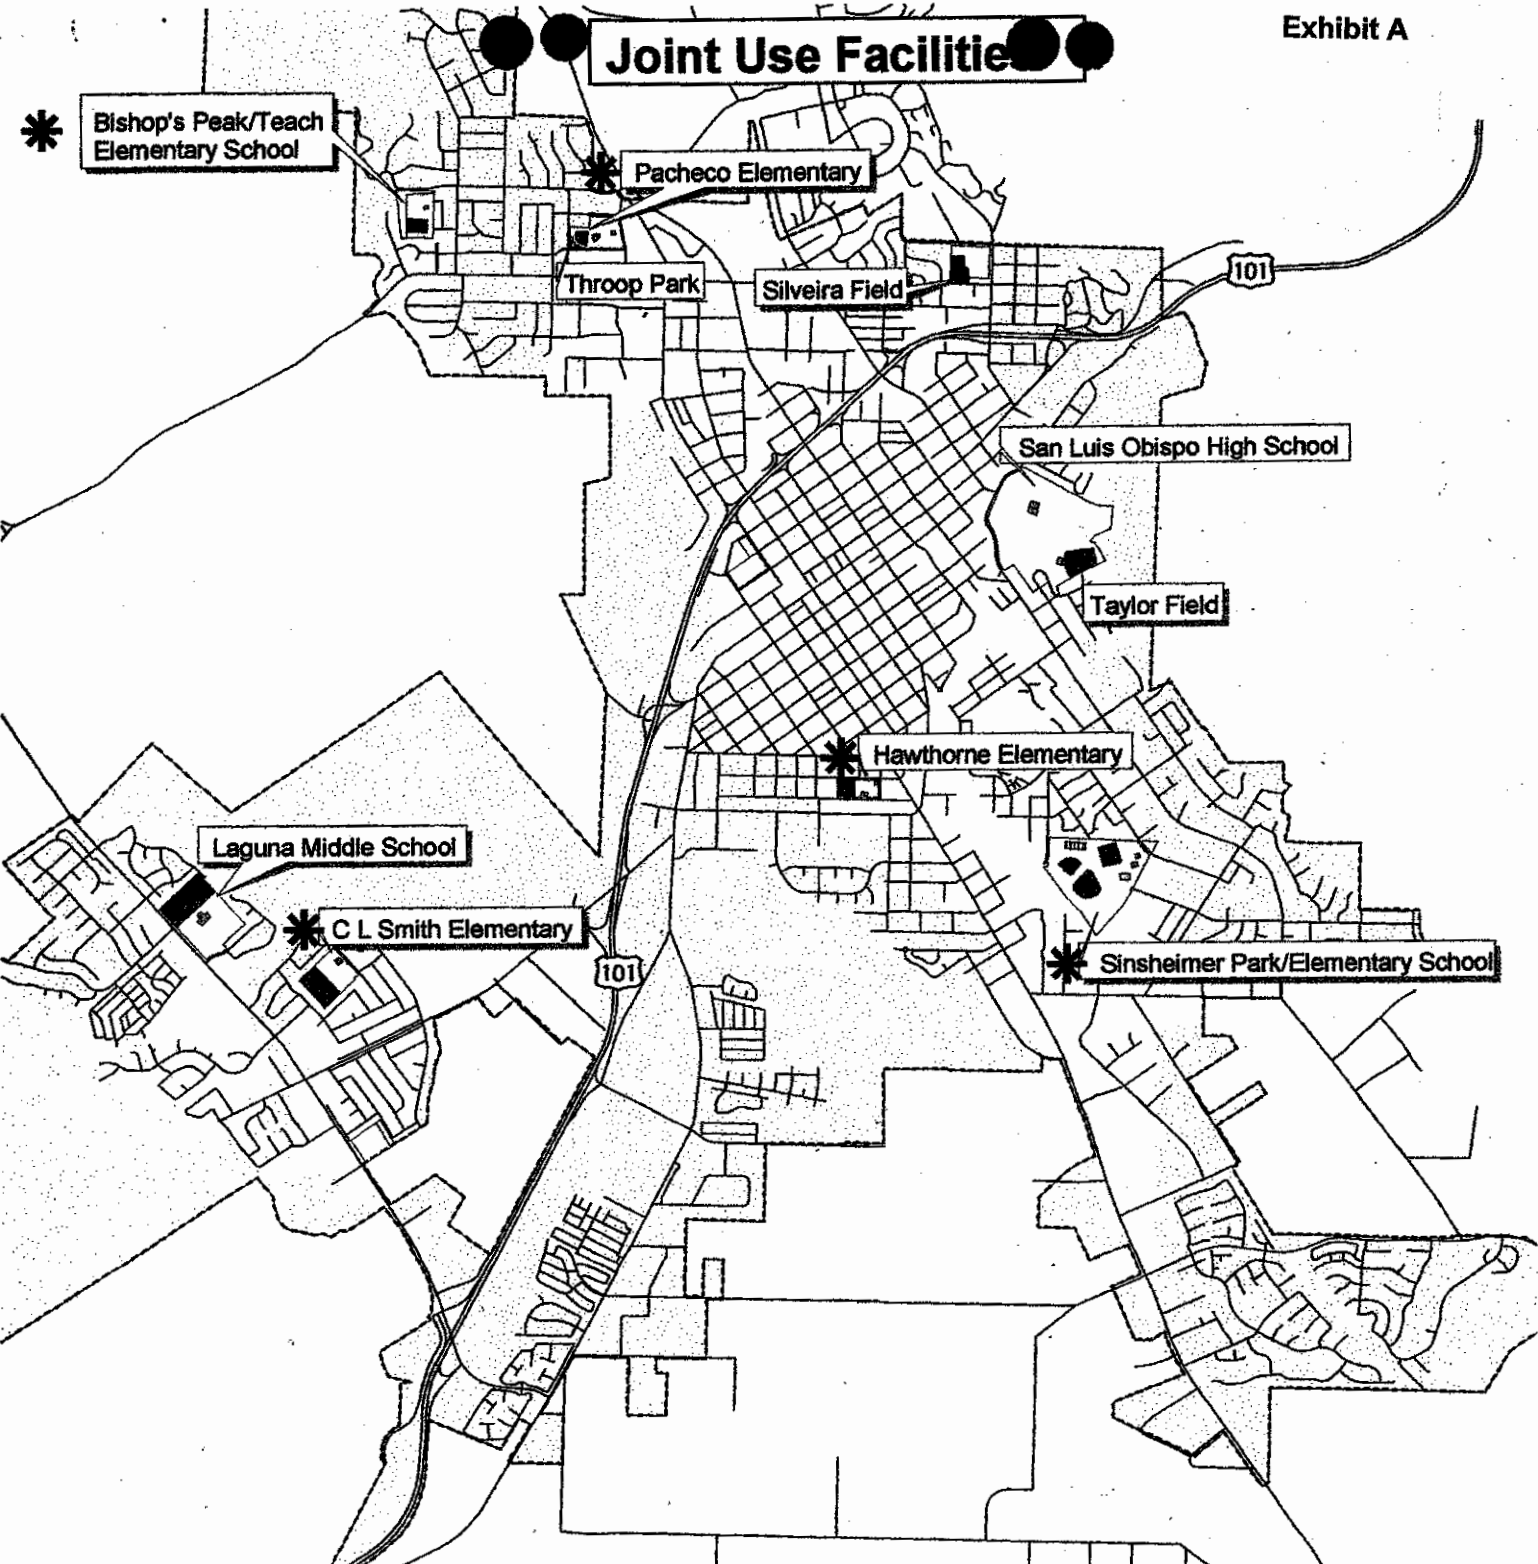 Exhibit A
Joint Use Facilitie
Bishop's Peak/Teach
Elementary School
Pacheco Elementary
Throop Park
Silveira Field
101
San Luis Obispo High School
Taylor Field
Hawthorne Elementary
Laguna Middle School
C L Smith Elementary
101
Sinsheimer Park/Elementary School